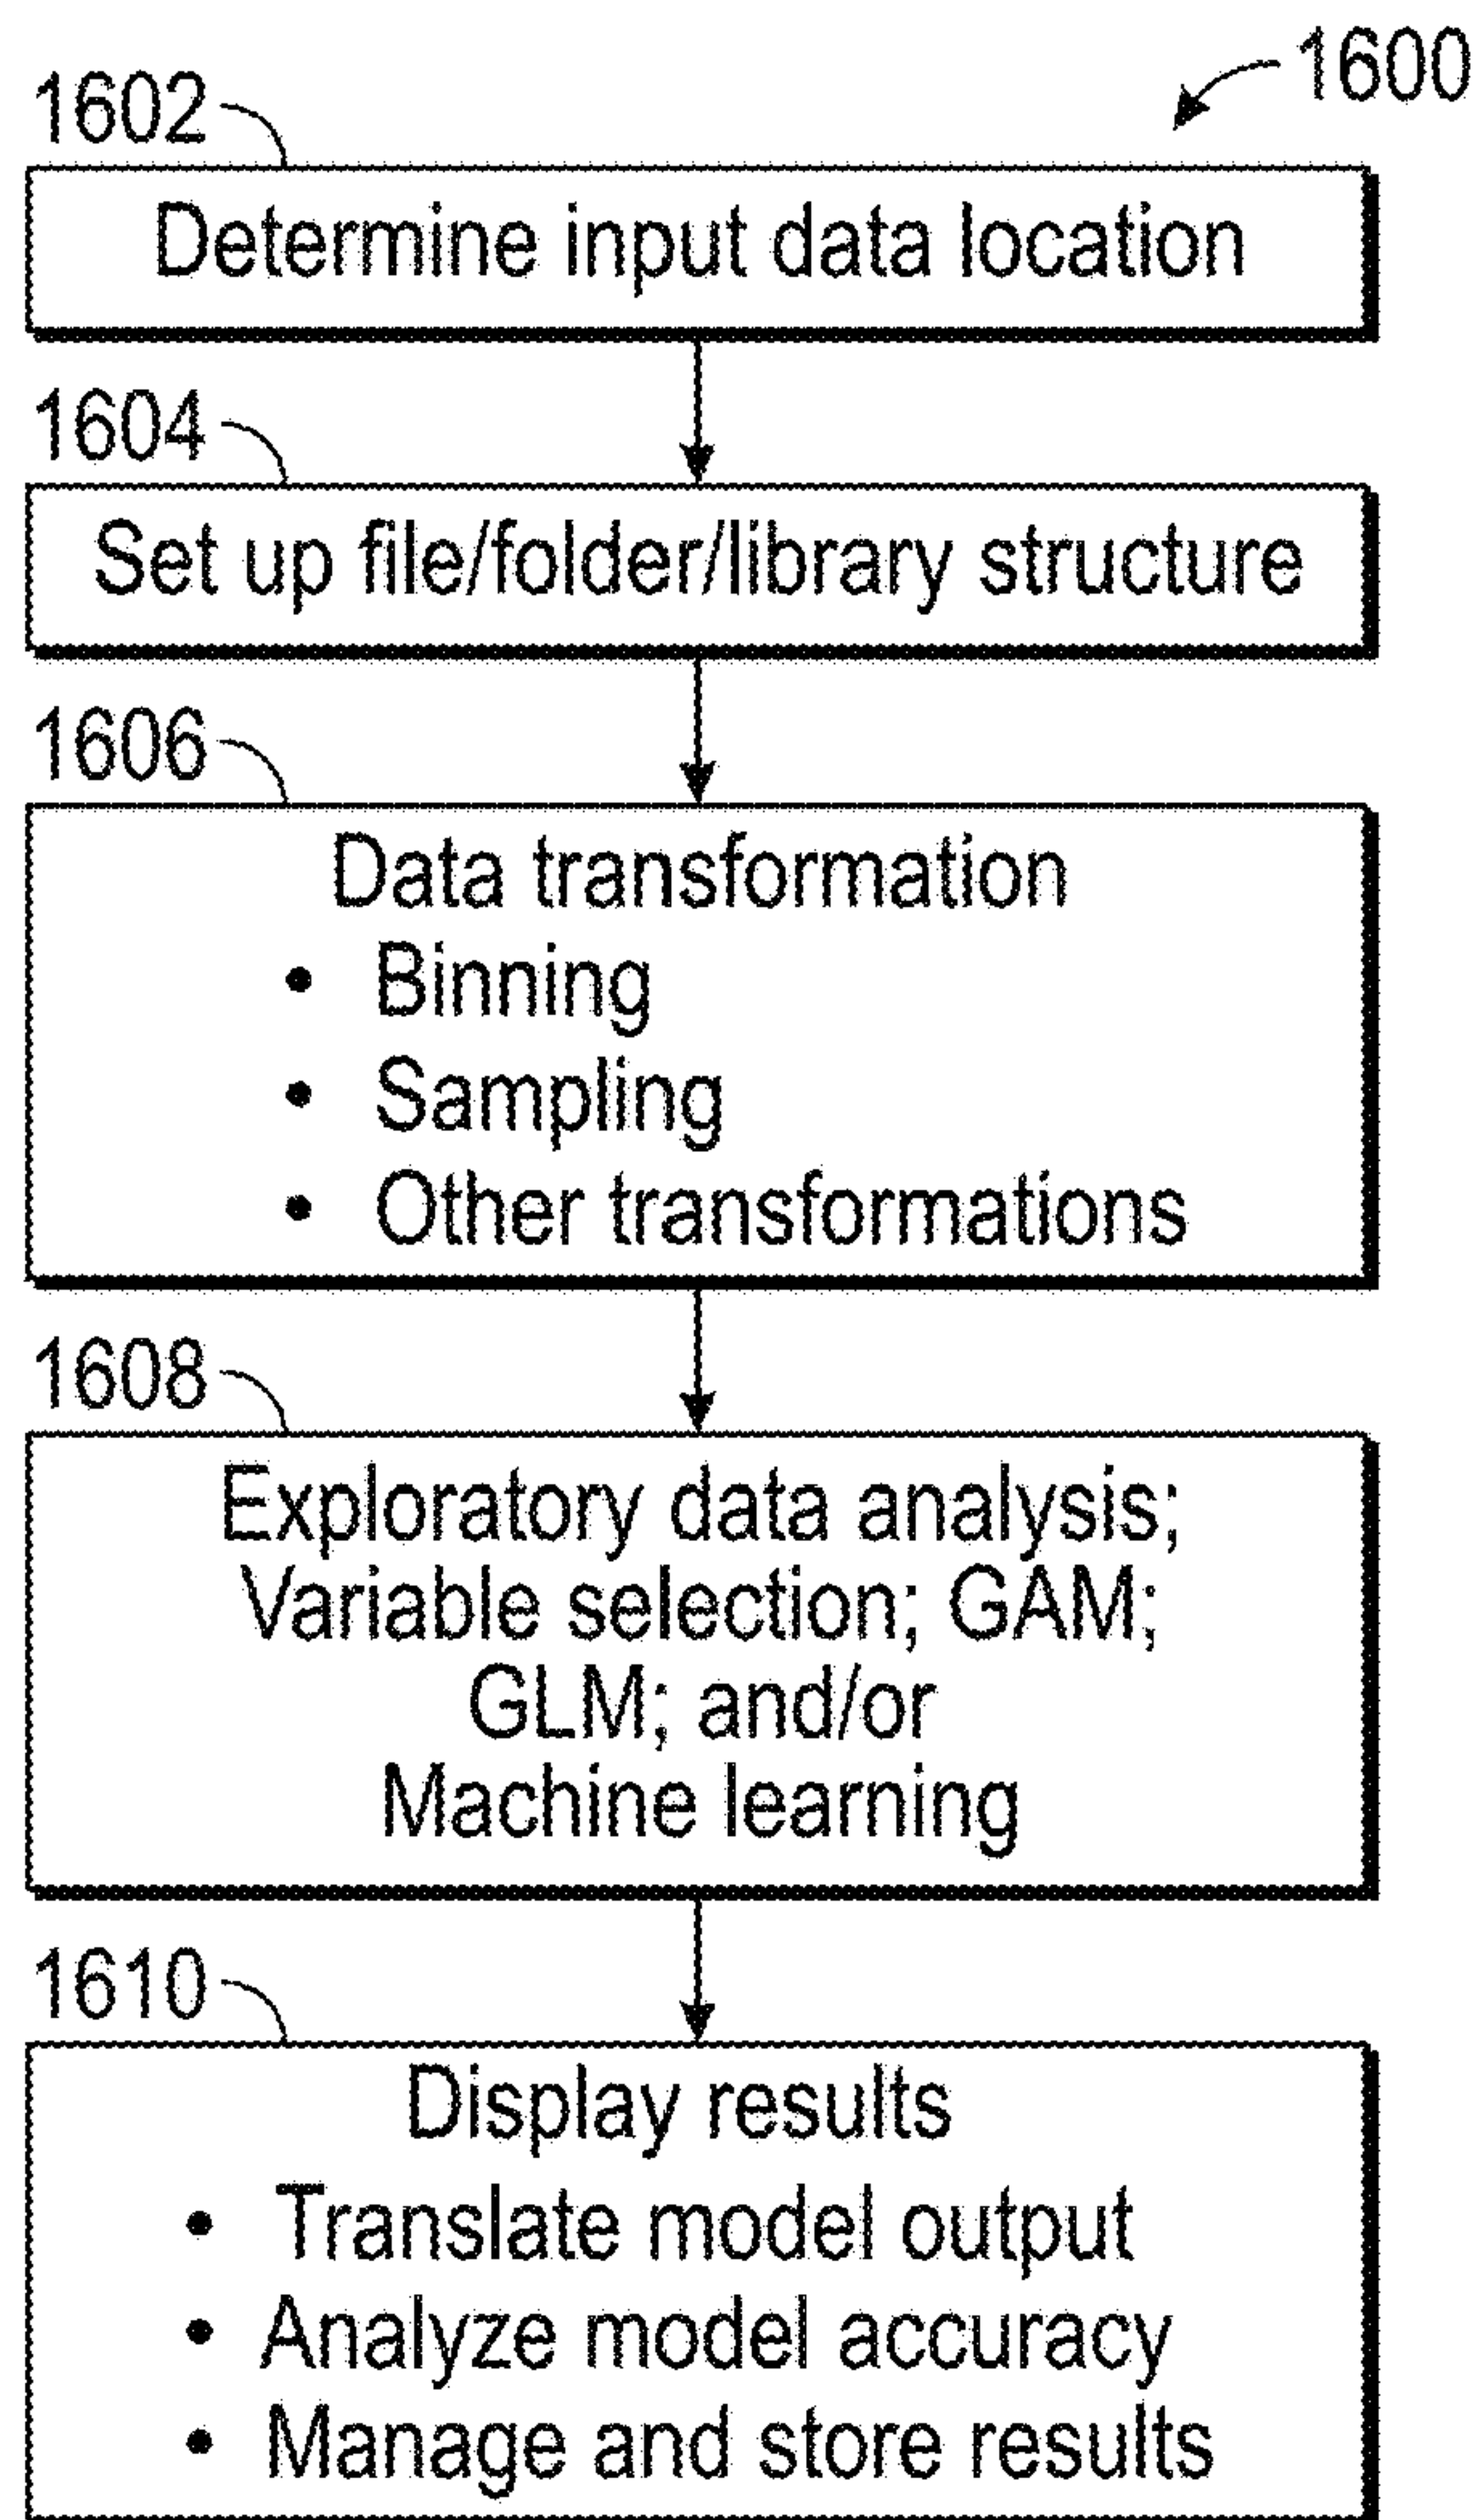 1600
1602
Determine input data location
1604
Set up file/folder/library structure
1606
Data transformation
• Binning
• Sampling
• Other transformations
1608
Exploratory data analysis;
Variable selection; GAM;
GLM; and/or
Machine learning
1610
Display results
• Translate model output
• Analyze model accuracy
• Manage and store results